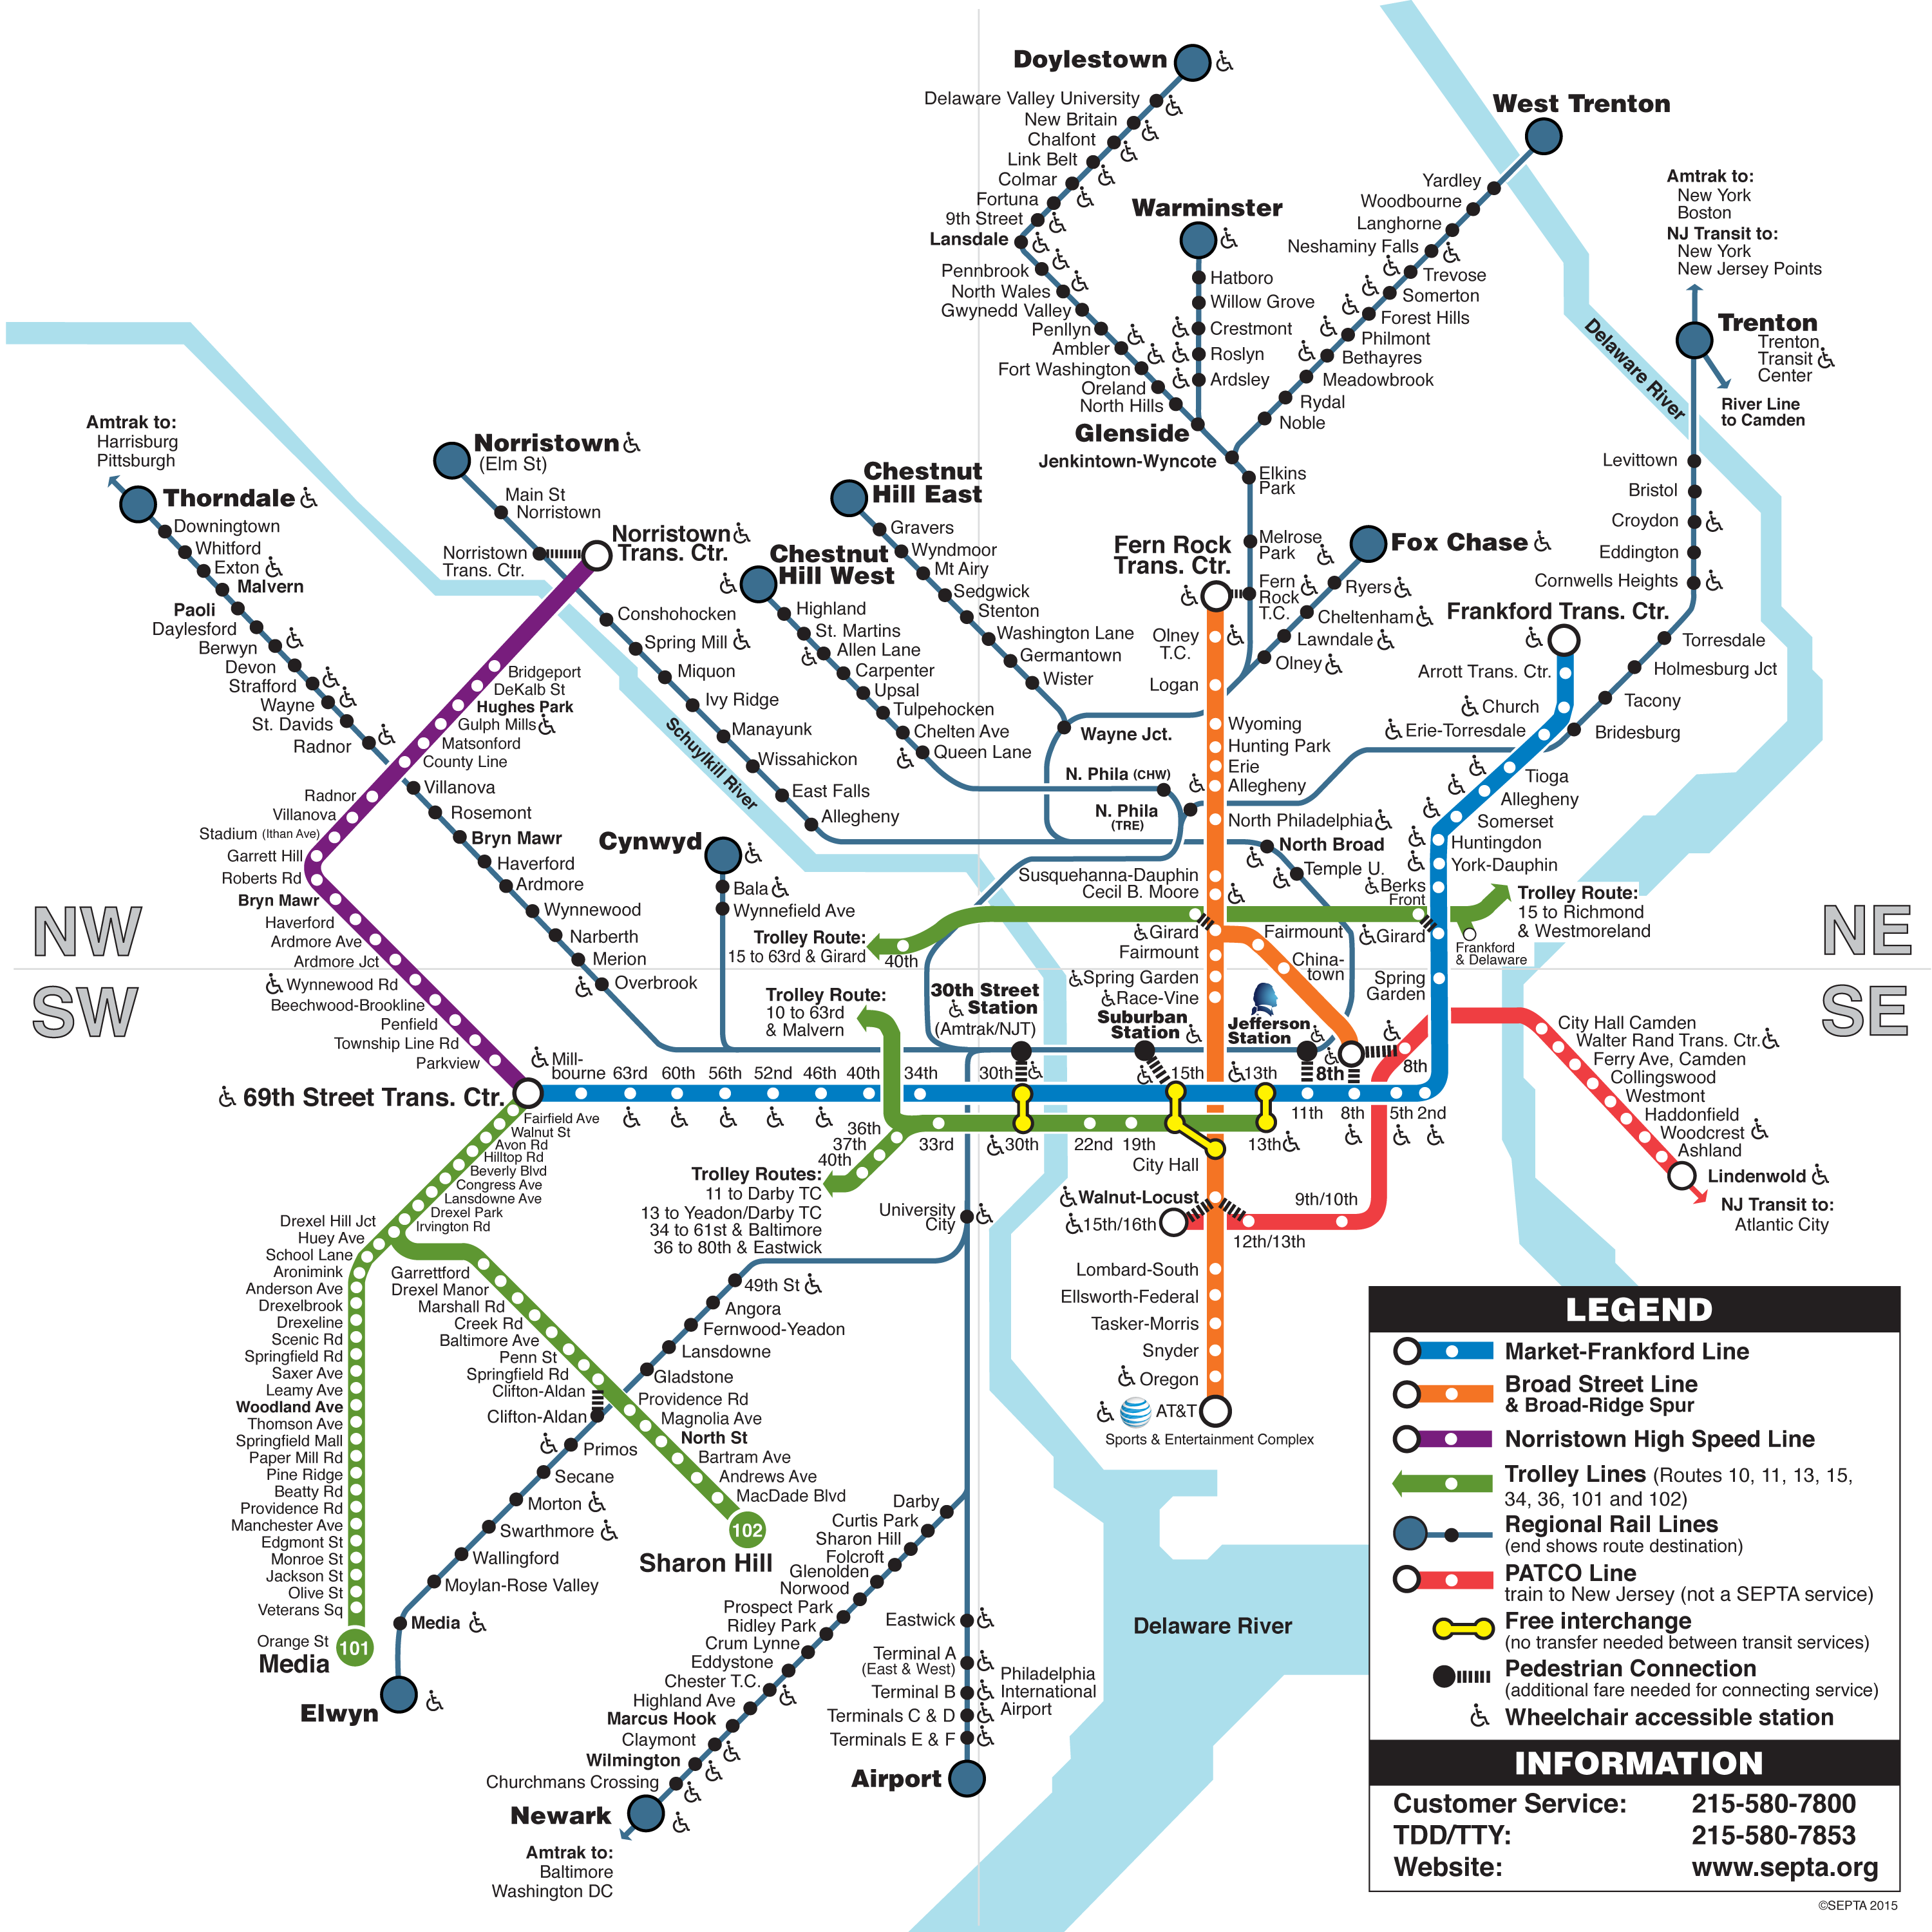 Doylestown
Delaware Valley University
New Britain
Chalfont
Link Belt
Colmar
Fortuna
9th Street
Lansdale
Pennbrook
North Wales
Gwynedd Valley
Penllyn
Ambler
Fort Washington
Oreland
North Hills
Glenside
Jenkintown-Wyncote
Warminster
Hatboro
Willow Grove
Crestmont
Roslyn
Ardsley
West Trenton
Yardley
Woodbourne
Langhorne
Neshaminy Falls
Trevose
Somerton
Forest Hills
Philmont
Bethayres
Meadowbrook
Rydal
Noble
Elkins
Park
Melrose
Park
Fern
Rock
T.C.
Amtrak to:
New York
Boston
NJ Transit to:
New York
New Jersey Points
Trenton
Trenton
Transit
Center
River Line
to Camden
Delaware River
Levittown
Bristol
Croydon
Eddington
Cornwells Heights
Torresdale
Holmesburg Jct
Tacony
Bridesburg
Amtrak to:
Harrisburg
Pittsburgh
Thorndale
Downingtown
Whitford
Exton
Malvern
Paoli
Daylesford
Berwyn
Devon
Strafford
Wayne
St. Davids
Radnor
Villanova
Rosemont
Bryn Mawr
Haverford
Ardmore
Wynnewood
Narberth
Merion
Overbrook
Norristown
(Elm St)
Main St
Norristown
Norristown
Trans. Ctr.
Norristown
Trans. Ctr.
Conshohocken
Spring Mill
Miquon
Ivy Ridge
Manayunk
Wissahickon
East Falls
Allegheny
Schuylkill River
Bridgeport
DeKalb St
Hughes Park
Gulph Mills
Matsonford
County Line
Radnor
Villanova
Stadium (Ithan Ave)
Garrett Hill
Roberts Rd
Bryn Mawr
Haverford
Ardmore Ave
Ardmore Jct
Wynnewood Rd
Beechwood-Brookline
Penfield
Township Line Rd
Parkview
69th Street Trans. Ctr.
Chestnut
Hill East
Gravers
Wyndmoor
Mt Airy
Sedgwick
Stenton
Washington Lane
Germantown
Wister
Wayne Jct.
Chestnut
Hill West
Highland
St. Martins
Allen Lane
Carpenter
Upsal
Tulpehocken
Chelten Ave
Queen Lane
N. Phila (CHW)
N. Phila
(TRE)
Cynwyd
Bala
Wynnefield Ave
Fox Chase
Ryers
Cheltenham
Lawndale
Olney
Fern Rock
Trans. Ctr.
Olney
T.C.
Logan
Wyoming
Hunting Park
Erie
Allegheny
North Philadelphia
North Broad
Temple U.
Susquehanna-Dauphin
Cecil B. Moore
Girard
Fairmount
Spring Garden
Race-Vine
Fairmount
China-
town
Frankford Trans. Ctr.
Arrott Trans. Ctr.
Church
Erie-Torresdale
Tioga
Allegheny
Somerset
Huntingdon
York-Dauphin
Berks
Front
Girard
Spring
Garden
Trolley Route:
15 to Richmond
& Westmoreland
Frankford
& Delaware
Trolley Route:
15 to 63rd & Girard
40th
Trolley Route:
10 to 63rd
& Malvern
30th Street
Station
(Amtrak/NJT)
Suburban
Station
Jefferson
Station
NW
SW
NE
SE
Mill-
bourne
63rd
60th
56th
52nd
46th
40th
34th
30th
15th
13th
8th
8th
11th
8th
5th
2nd
36th
37th
40th
33rd
30th
22nd
19th
13th
City Hall
Trolley Routes:
11 to Darby TC
13 to Yeadon/Darby TC
34 to 61st & Baltimore
36 to 80th & Eastwick
Walnut-Locust
15th/16th
9th/10th
12th/13th
Lombard-South
Ellsworth-Federal
Tasker-Morris
Snyder
Oregon
AT&T
Sports & Entertainment Complex
City Hall Camden
Walter Rand Trans. Ctr.
Ferry Ave, Camden
Collingswood
Westmont
Haddonfield
Woodcrest
Ashland
Lindenwold
NJ Transit to:
Atlantic City
Fairfield Ave
Walnut St
Avon Rd
Hilltop Rd
Beverly Blvd
Congress Ave
Lansdowne Ave
Drexel Park
Irvington Rd
Drexel Hill Jct
Huey Ave
School Lane
Aronimink
Anderson Ave
Drexelbrook
Drexeline
Scenic Rd
Springfield Rd
Saxer Ave
Leamy Ave
Woodland Ave
Thomson Ave
Springfield Mall
Paper Mill Rd
Pine Ridge
Beatty Rd
Providence Rd
Manchester Ave
Edgmont St
Monroe St
Jackson St
Olive St
Veterans Sq
Orange St
Media
101
Garrettford
Drexel Manor
Marshall Rd
Creek Rd
Baltimore Ave
Penn St
Springfield Rd
Clifton-Aldan
Providence Rd
Magnolia Ave
North St
Bartram Ave
Andrews Ave
MacDade Blvd
102
Sharon Hill
University
City
49th St
Angora
Fernwood-Yeadon
Lansdowne
Gladstone
Clifton-Aldan
Primos
Secane
Morton
Swarthmore
Wallingford
Moylan-Rose Valley
Media
Elwyn
Darby
Curtis Park
Sharon Hill
Folcroft
Glenolden
Norwood
Prospect Park
Ridley Park
Crum Lynne
Eddystone
Chester T.C.
Highland Ave
Marcus Hook
Claymont
Wilmington
Churchmans Crossing
Newark
Amtrak to:
Baltimore
Washington DC
Eastwick
Terminal A
(East & West)
Terminal B
Terminals C & D
Terminals E & F
Philadelphia
International
Airport
Airport
Delaware River
LEGEND
Market-Frankford Line
Broad Street Line
& Broad-Ridge Spur
Norristown High Speed Line
Trolley Lines (Routes 10, 11, 13, 15,
34, 36, 101 and 102)
Regional Rail Lines
(end shows route destination)
PATCO Line
train to New Jersey (not a SEPTA service)
Free interchange
(no transfer needed between transit services)
Pedestrian Connection
(additional fare needed for connecting service)
Wheelchair accessible station
INFORMATION
Customer Service: 215-580-7800
TDD/TTY: 215-580-7853
Website: www.septa.org
©SEPTA 2015